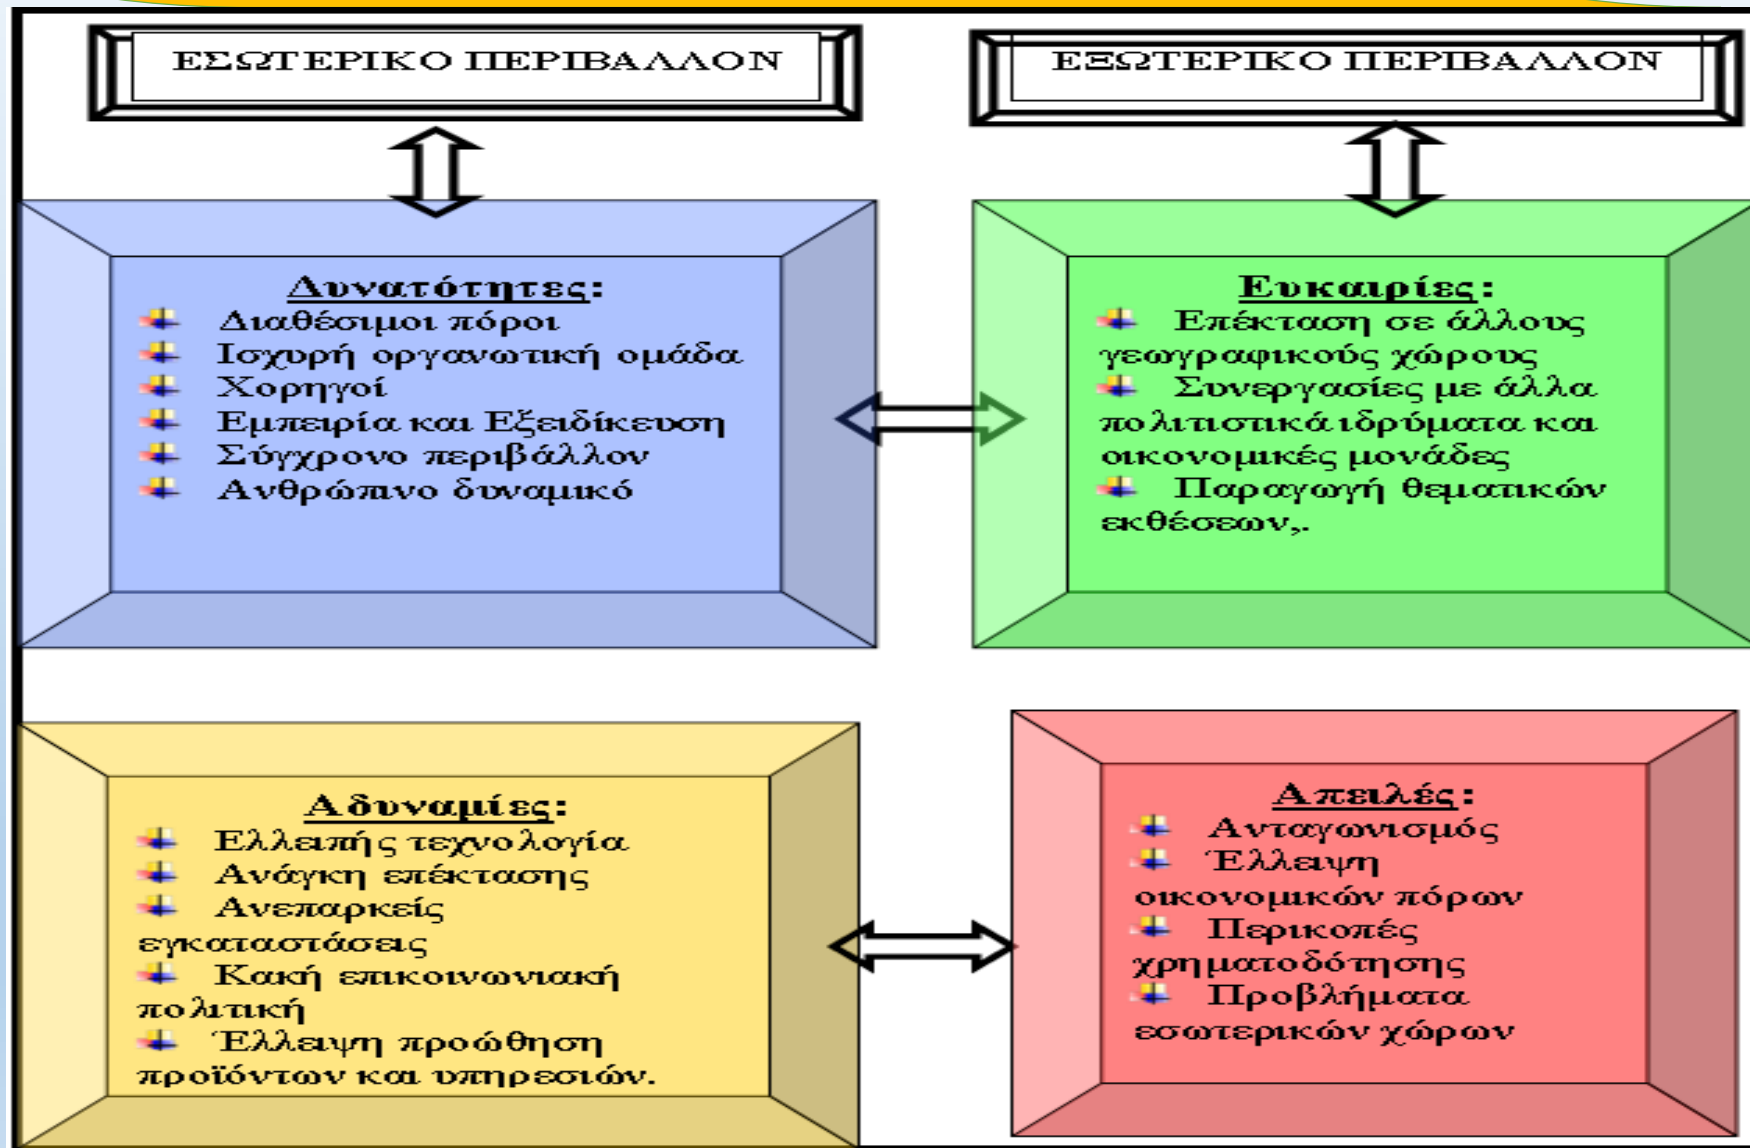 ΕΣΩΤΕΡΙΚΟ ΠΕΡΙΒΑΛΛΟΝ
ΕΞΩΤΕΡΙΚΟ ΠΕΡΙΒΑΛΛΟΝ
Δυνατότητες:
Διαθέσιμοι πόροι
Ισχυρή οργανωτική ομάδα
Χορηγοί
Εμπειρία και Εξειδίκευση
Σύγχρονο περιβάλλον
Ανθρώπινο δυναμικό
Ευκαιρίες:
Επέκταση σε άλλους
γεωγραφικούς χώρους
Συνεργασίες με άλλα
πολιτιστικά ιδρύματα και
οικονομικές μονάδες
Παραγωγή θεματικών
εκθέσεων,.
Αδυναμίες:
Ελλειπής τεχνολογία
Ανάγκη επέκτασης
Ανεπαρκείς
εγκαταστάσεις
Κακή επικοινωνιακή
πολιτική
Έλλειψη προώθηση
προϊόντων και υπηρεσιών.
Απειλές:
Ανταγωνισμός
Έλλειψη
οικονομικών πόρων
Περικοπές
χρηματοδότησης
Προβλήματα
εσωτερικών χώρων